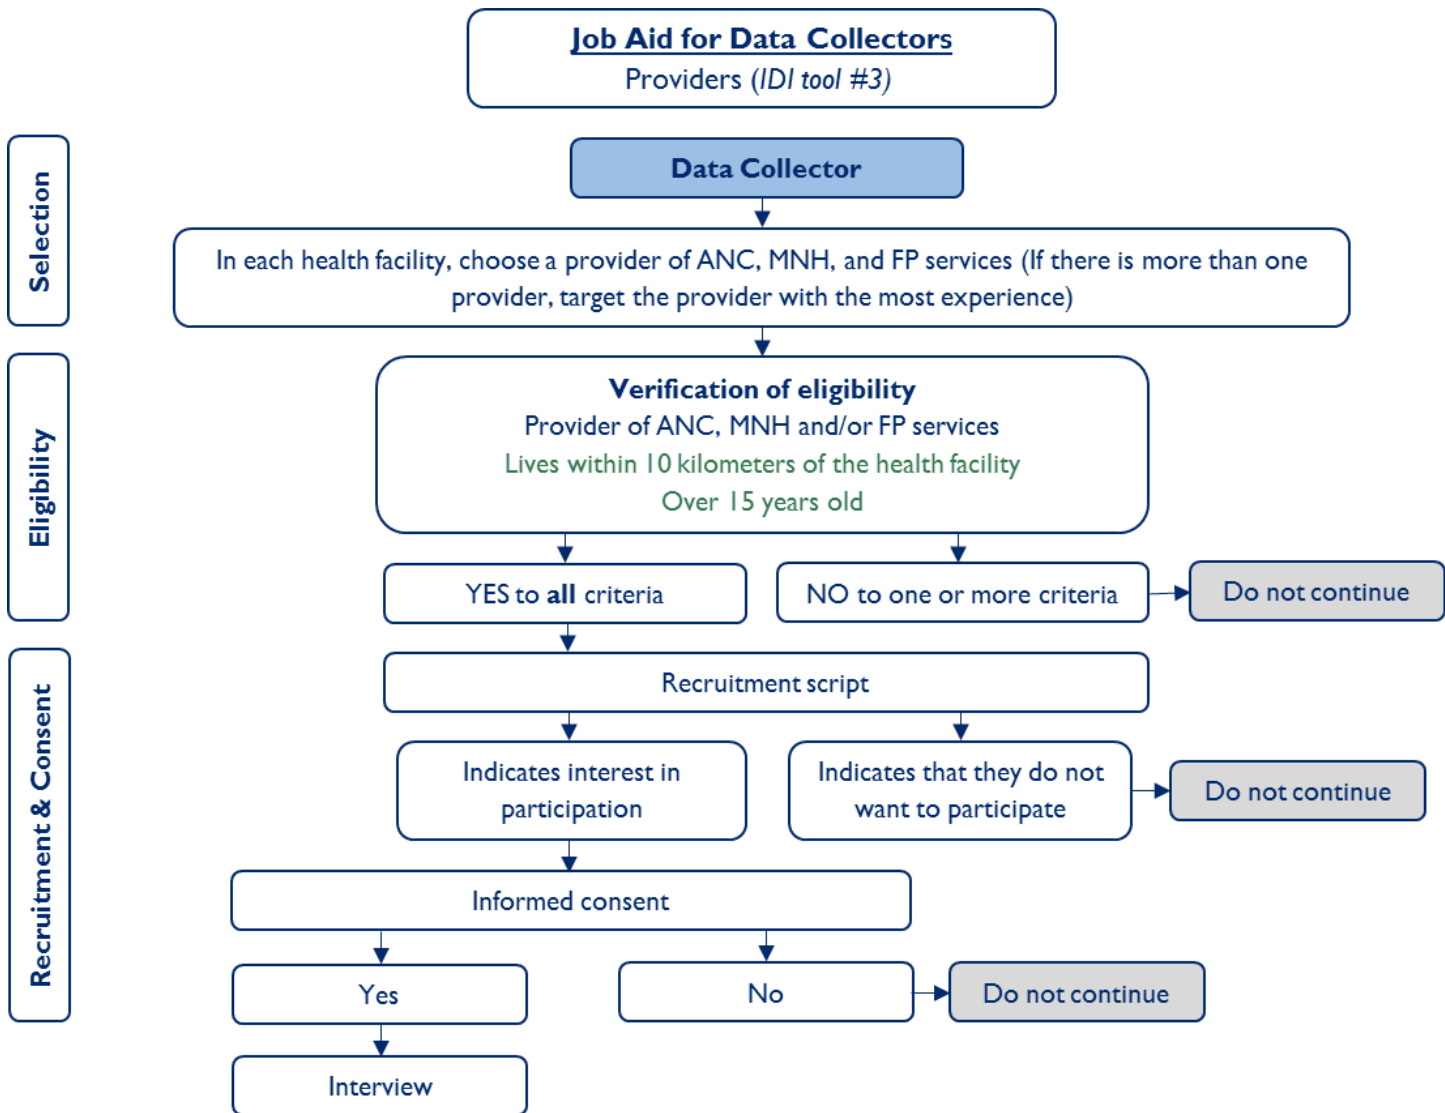 Job Aid for Data Collectors
Providers (IDI tool #3)
Selection
Data Collector
In each health facility, choose a provider of ANC, MNH, and FP services (If there is more than one
provider, target the provider with the most experience)
Eligibility
Verification of eligibility
Provider of ANC, MNH and/or FP services
Lives within 10 kilometers of the health facility
Over 15 years old
YES to all criteria
NO to one or more criteria
Do not continue
Recruitment & Consent
Recruitment script
Indicates interest in
participation
Indicates that they do not
want to participate
Do not continue
Informed consent
Yes
No
Do not continue
Interview